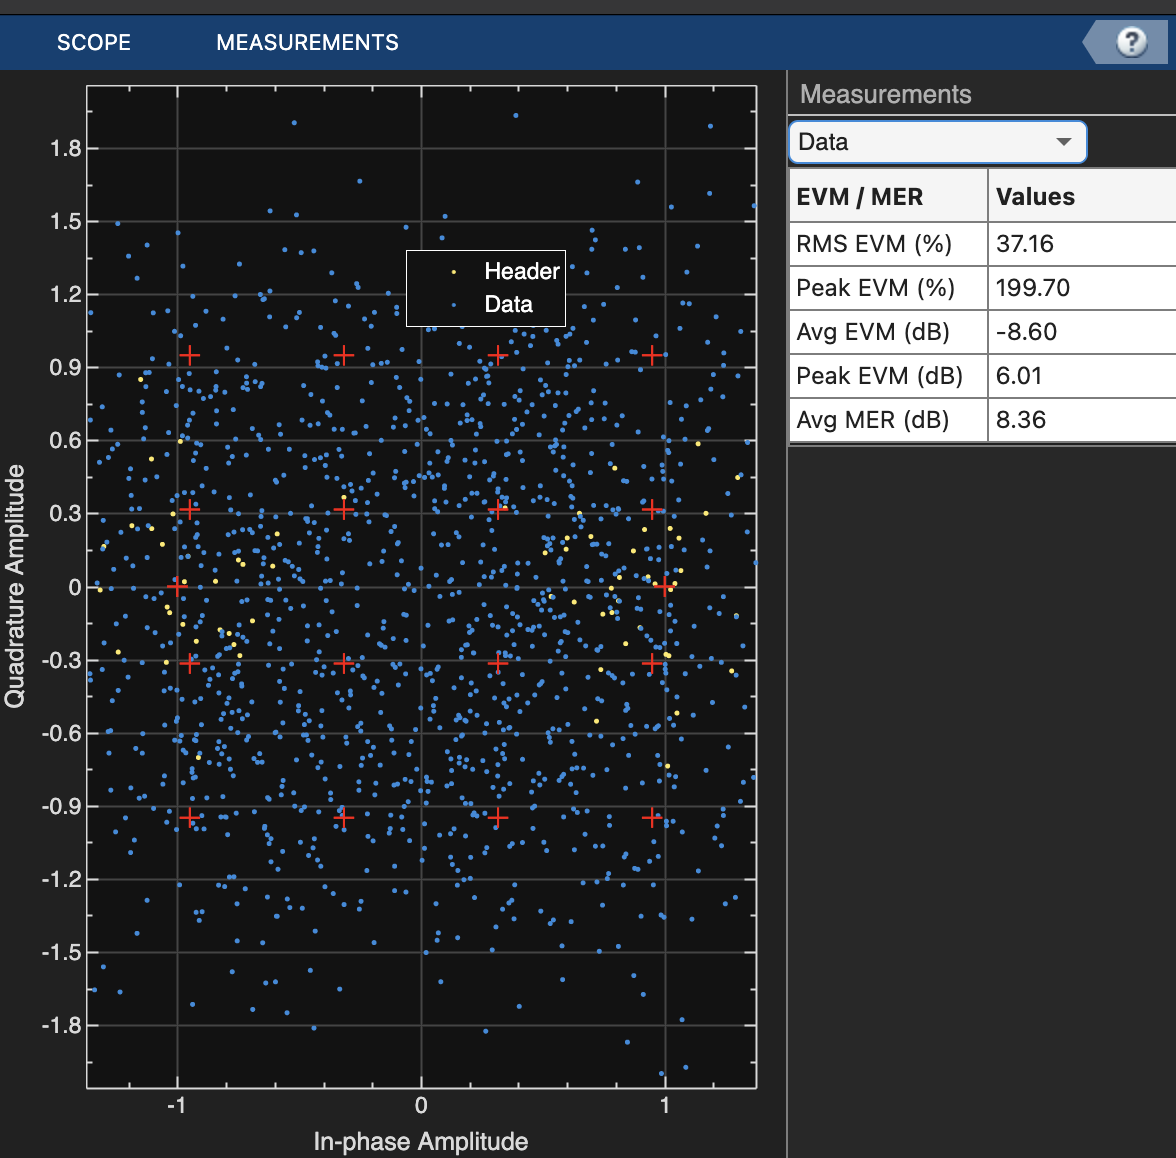 SCOPE MEASUREMENTS ?
Measurements
Data
EVM / MER Values
RMS EVM (%) 37.16
Peak EVM (%) 199.70
Avg EVM (dB) -8.60
Peak EVM (dB) 6.01
Avg MER (dB) 8.36
Header
Data
1.8
1.5
1.2
0.9
0.6
0.3
0
-0.3
-0.6
-0.9
-1.2
-1.5
-1.8
Quadrature Amplitude
-1 0 1
In-phase Amplitude